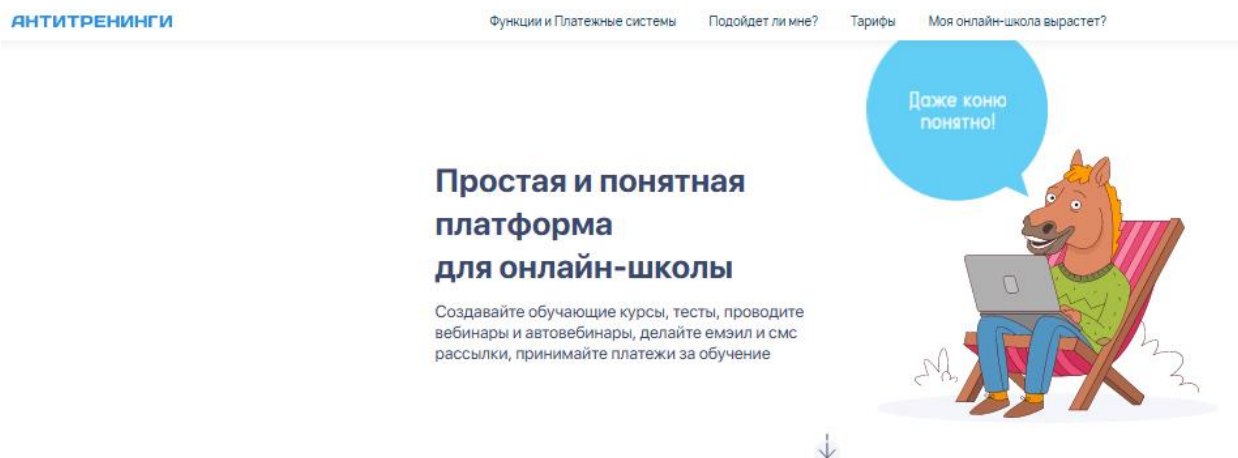 АНТИТРЕНИНГИ
Функции и Платежные системы
Подойдет ли мне?
Тарифы
Моя онлайн-школа вырастет?
Даже коню
понятно!
Простая и понятная
платформа
для онлайн-школы
Создавайте обучающие курсы, тесты, проводите
вебинары и автовебинары, делайте емэил и смс
рассылки, принимайте платежи за обучение